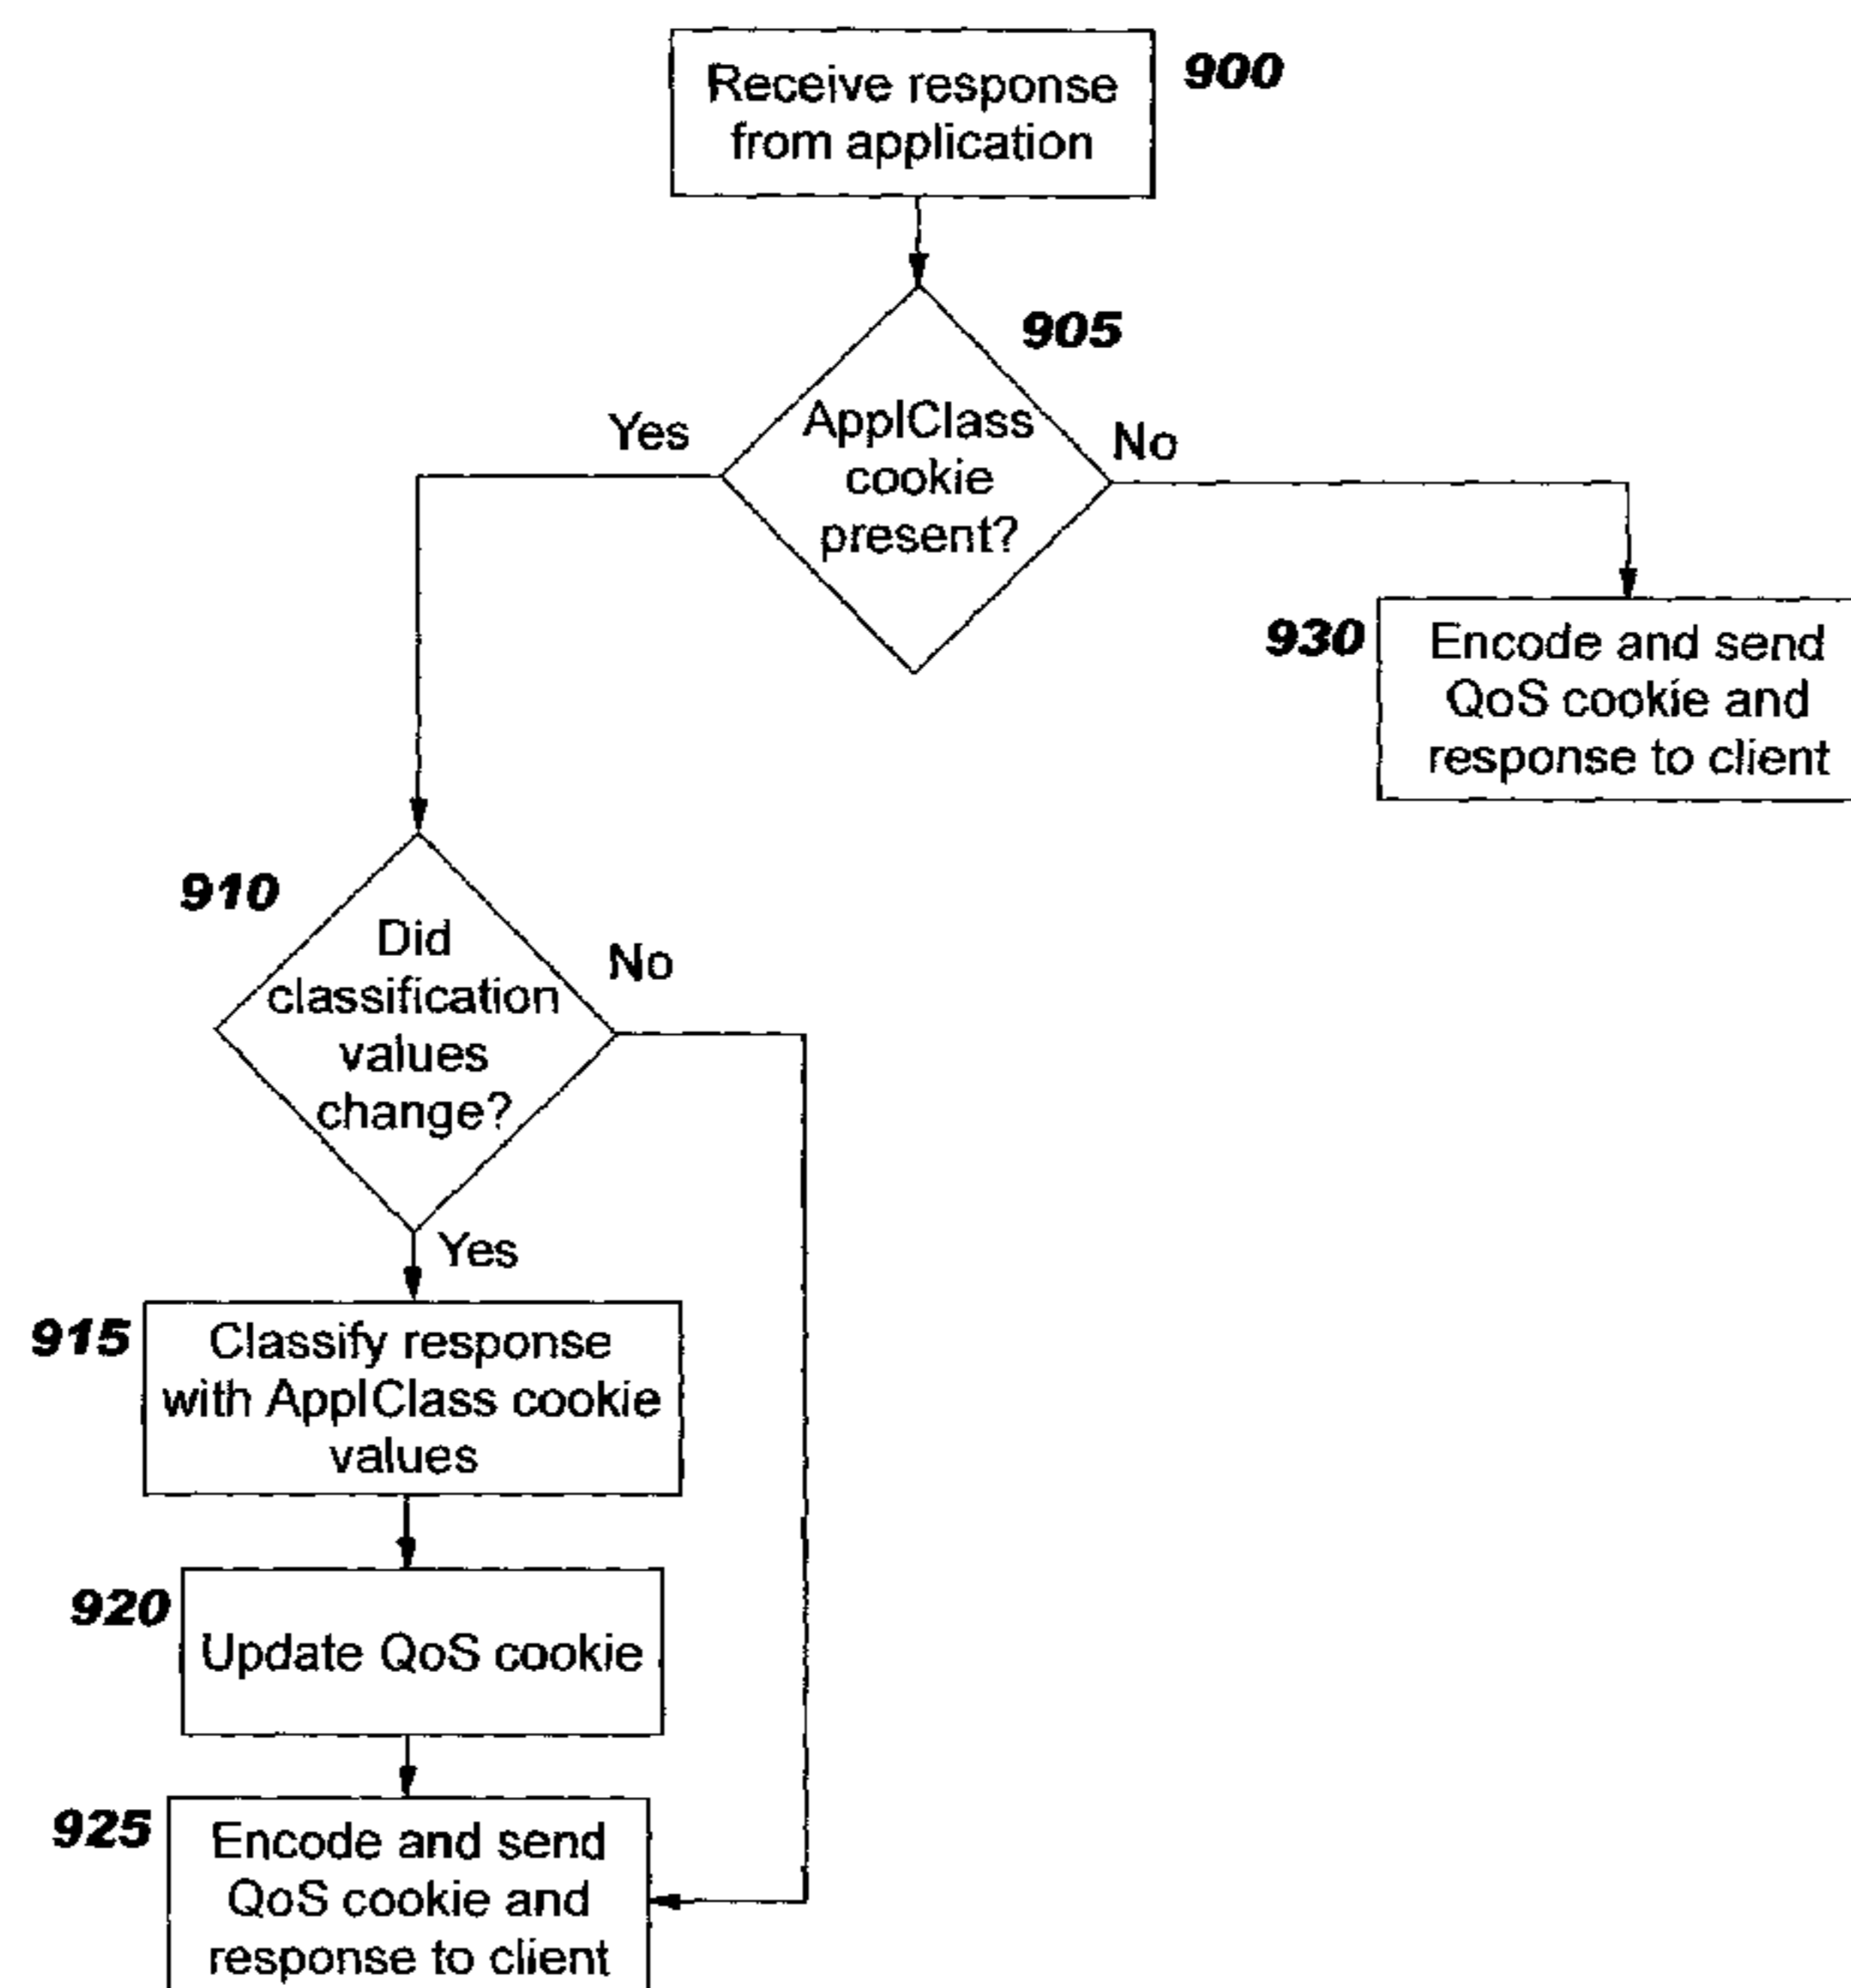 Receive response
from application
900
905
ApplClass
cookie
present?
Yes
No
930
Encode and send
QoS cookie and
response to client
910
Did
classification
values
change?
No
Yes
915
Classify response
with ApplClass cookie
values
920
Update QoS cookie
925
Encode and send
QoS cookie and
response to client